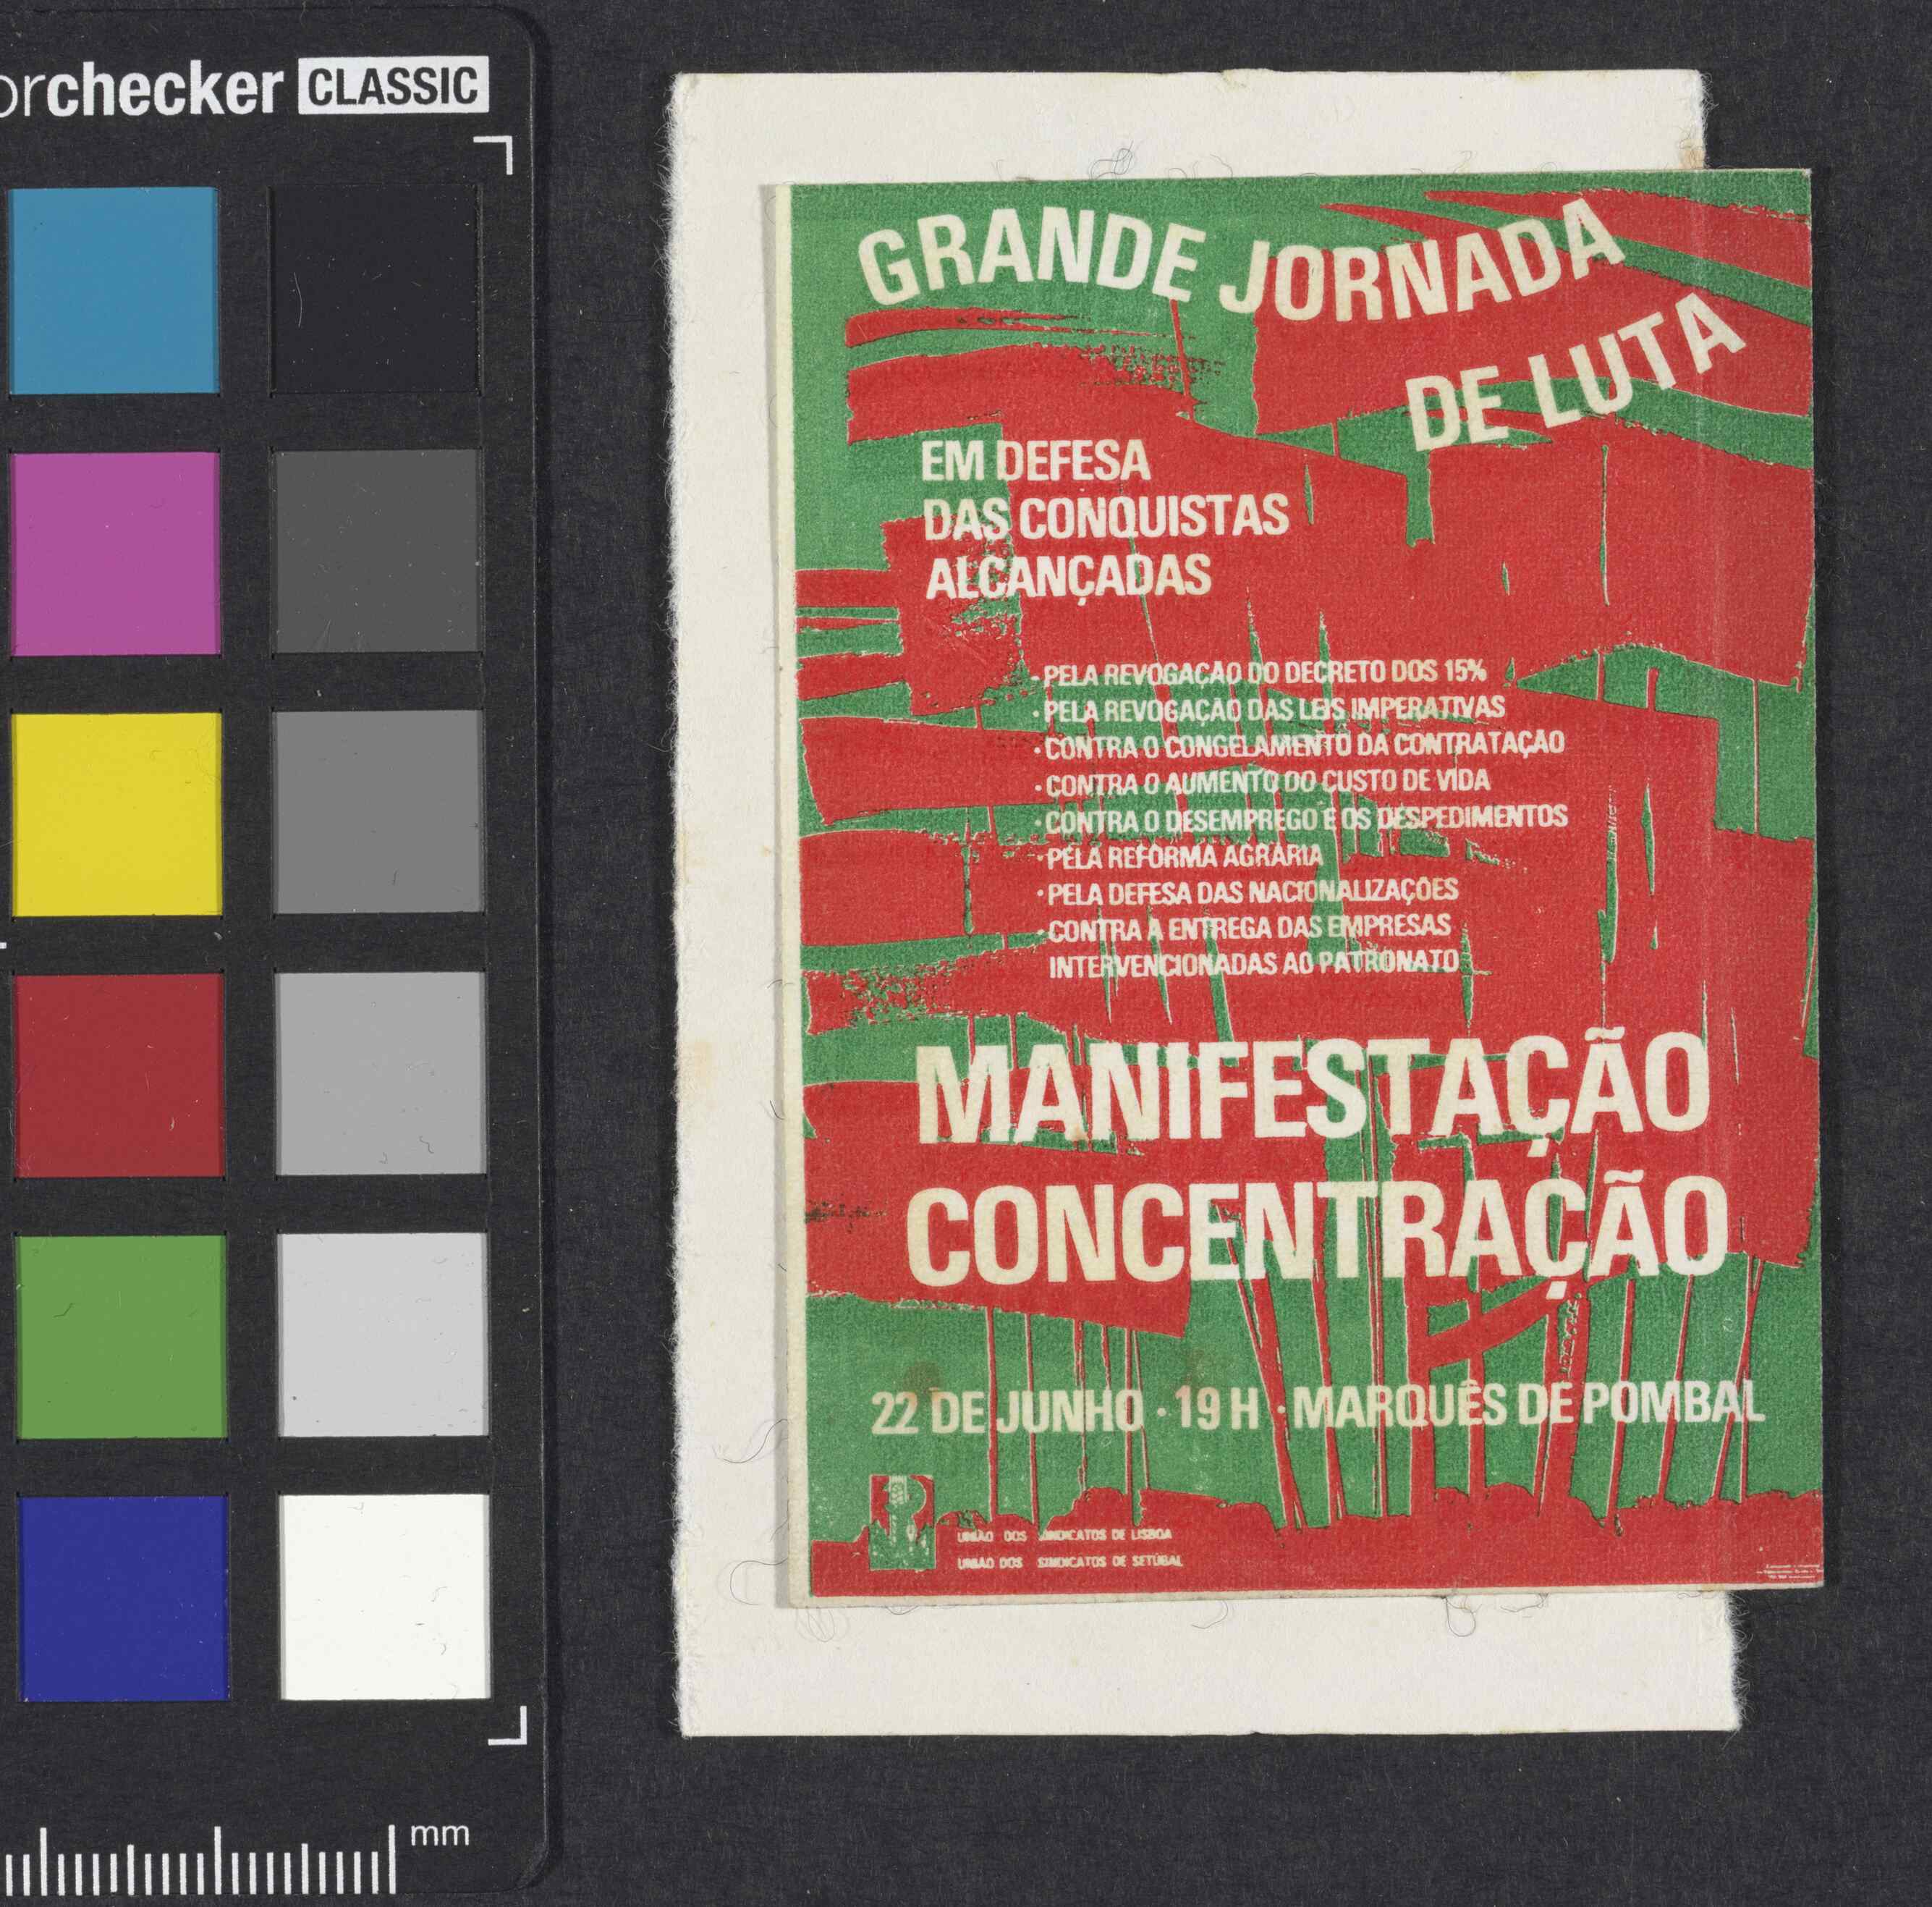 orchecker CLASSIC
GRANDE JORNADA
DE LUTA
EM DEFESA
DAS CONQUISTAS
ALCANÇADAS
· PELA REVOGAÇÃO DO DECRETO DOS 15%
· PELA REVOGAÇÃO DAS LEIS IMPERATIVAS
· CONTRA O CONGELAMENTO DA CONTRATAÇÃO
· CONTRA O AUMENTO DO CUSTO DE VIDA
· CONTRA O DESEMPREGO E OS DESPEDIMENTOS
· PELA REFORMA AGRÁRIA
· PELA DEFESA DAS NACIONALIZAÇÕES
· CONTRA A ENTREGA DAS EMPRESAS
INTERVENCIONADAS AO PATRONATO
MANIFESTAÇÃO
CONCENTRAÇÃO
22 DE JUNHO · 19 H · MARQUÊS DE POMBAL
UNIÃO DOS SINDICATOS DE LISBOA
UNIÃO DOS SINDICATOS DE SETÚBAL
mm